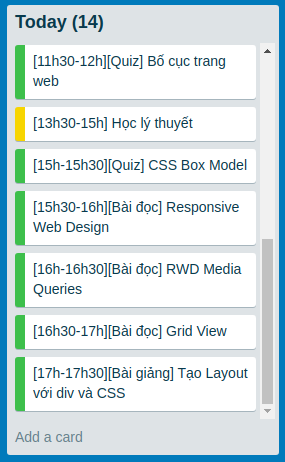 Today (14)
[11h30-12h][Quiz] Bố cục trang
web
[13h30-15h] Học lý thuyết
[15h-15h30][Quiz] CSS Box Model
[15h30-16h][Bài đọc] Responsive
Web Design
[16h-16h30][Bài đọc] RWD Media
Queries
[16h30-17h][Bài đọc] Grid View
[17h-17h30][Bài giảng] Tạo Layout
với div và CSS
Add a card